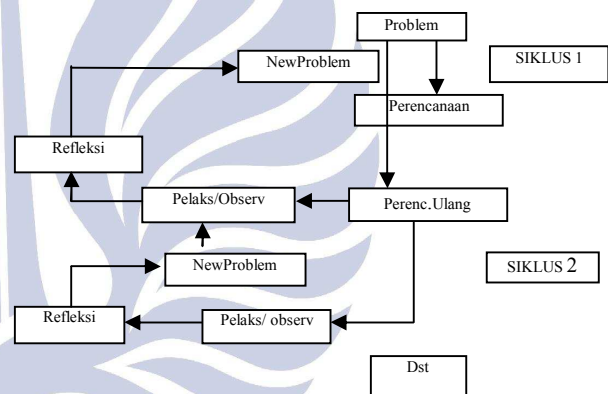 Problem
NewProblem
SIKLUS 1
Perencanaan
Refleksi
Pelaks/Observ
Perenc.Ulang
NewProblem
SIKLUS 2
Refleksi
Pelaks/ observ
Dst